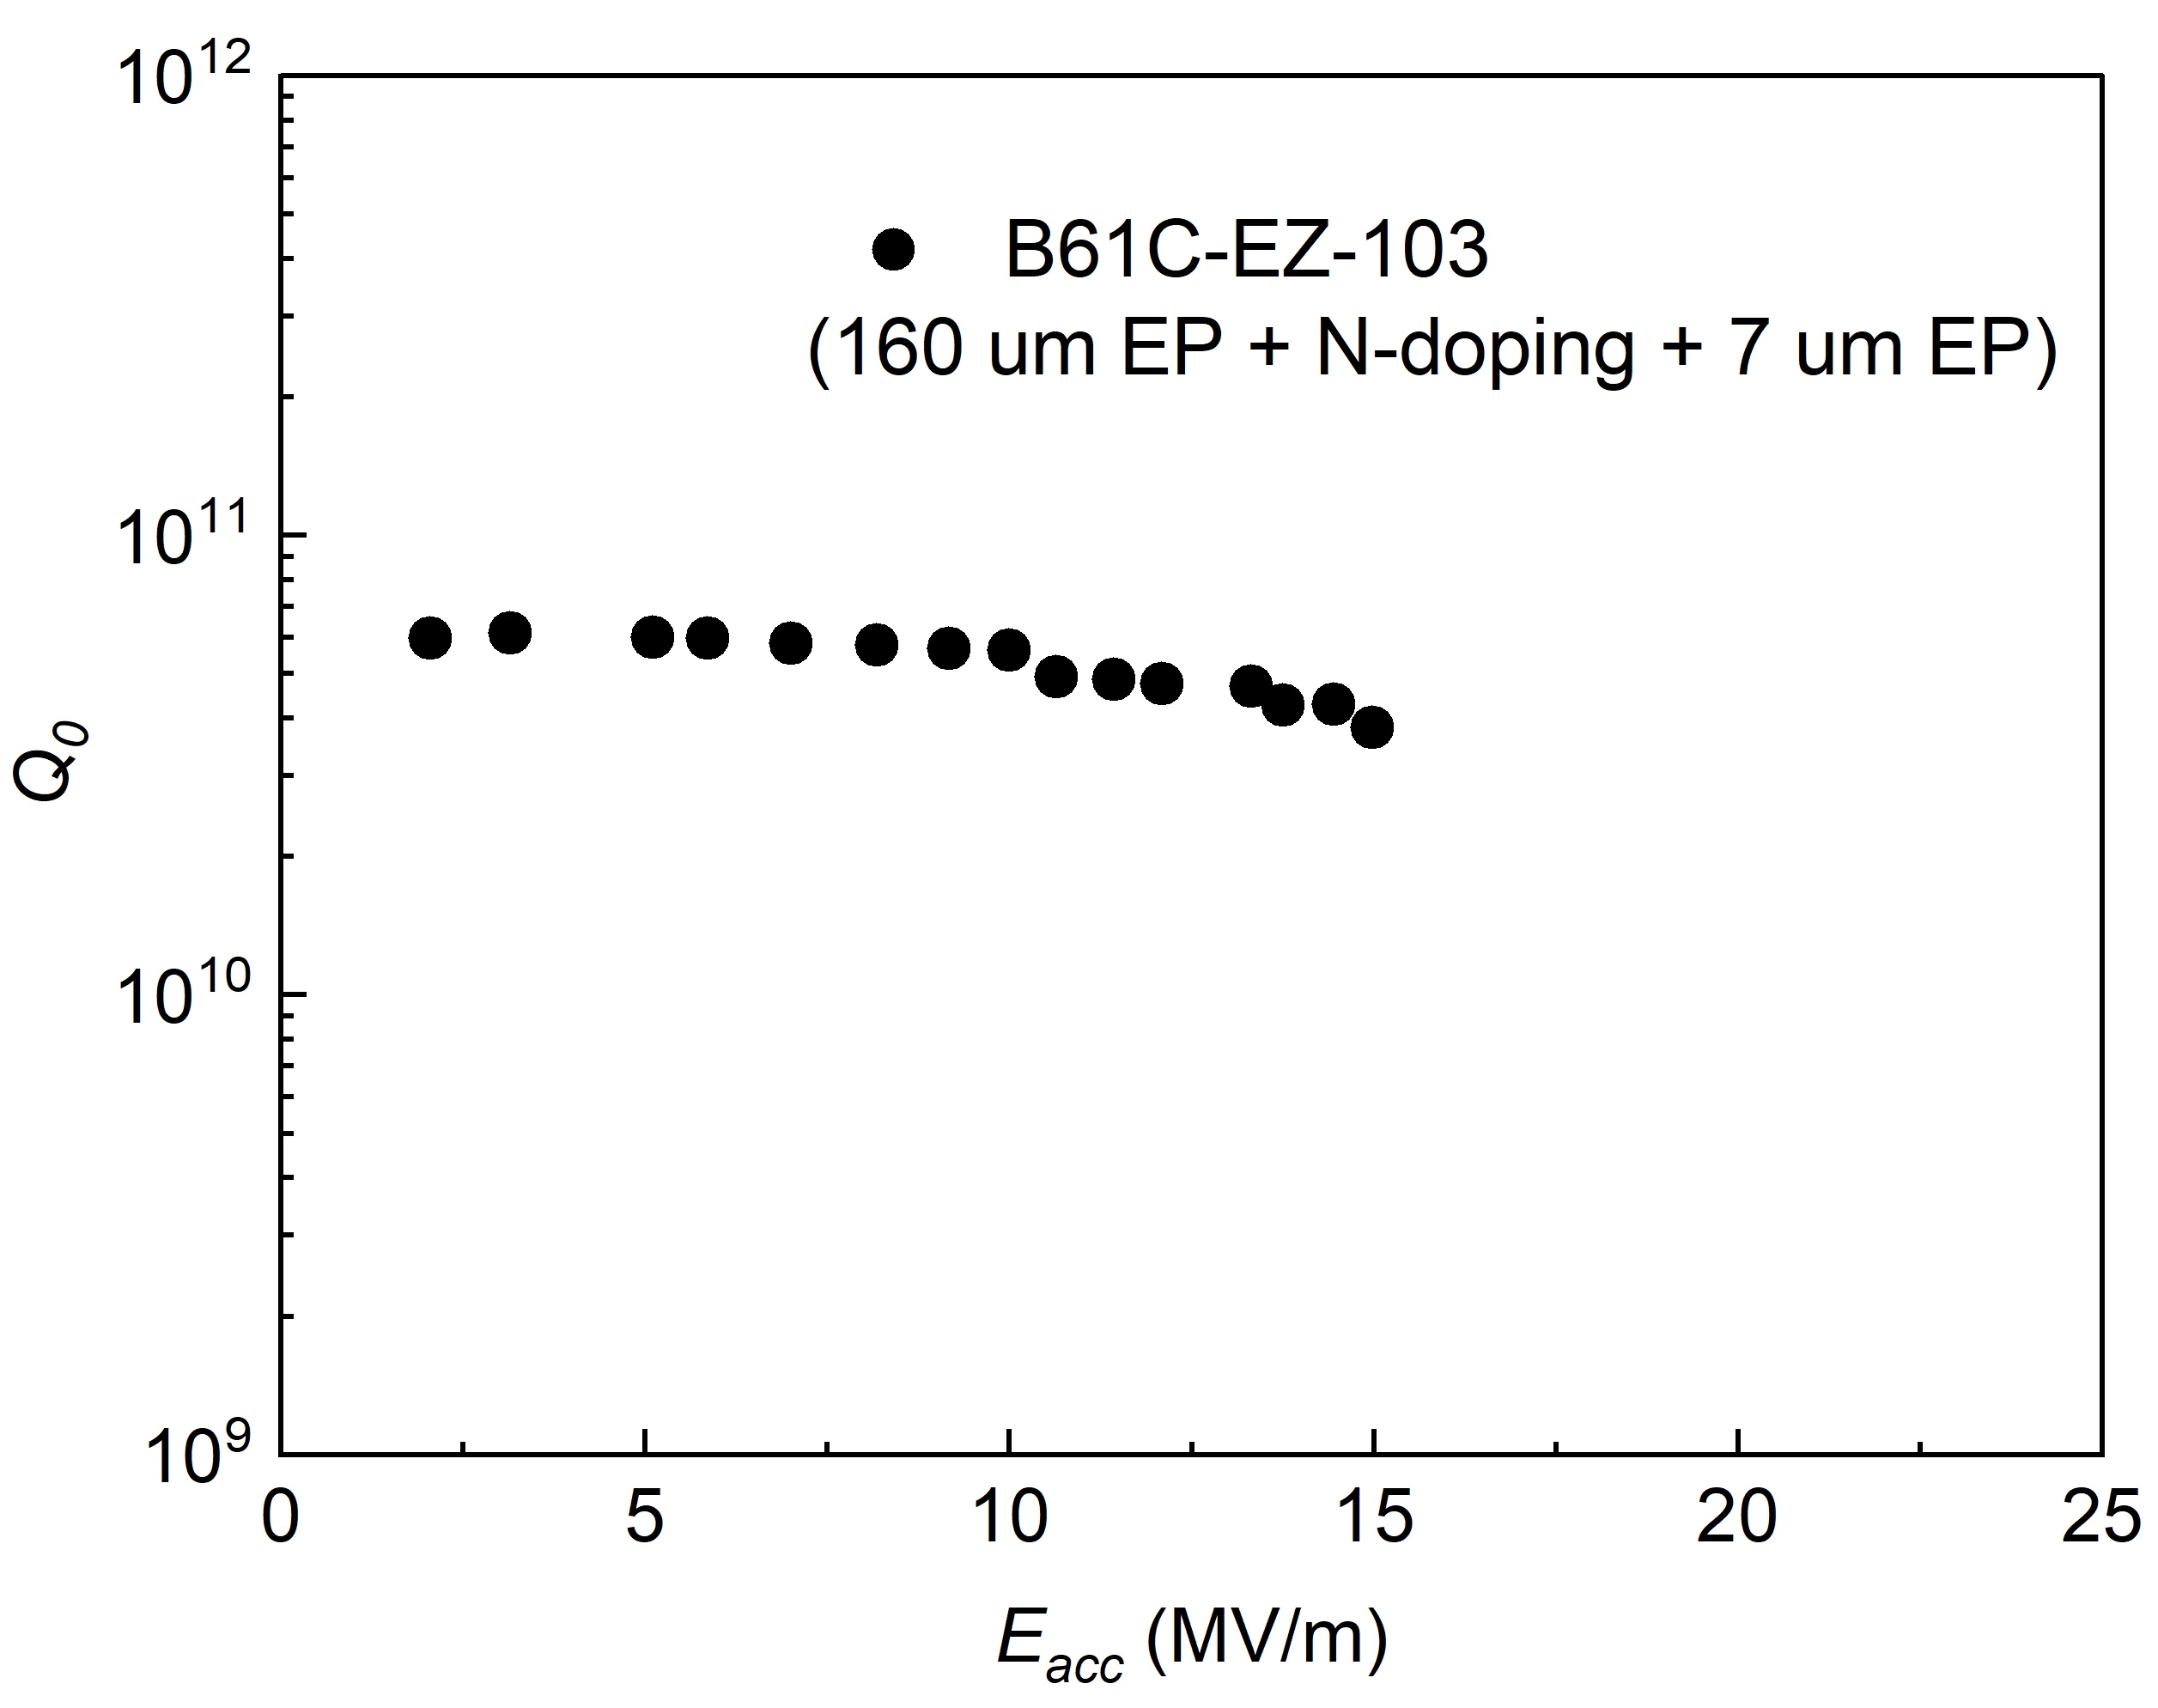 10^12
B61C-EZ-103
(160 um EP + N-doping + 7 um EP)
10^11
Q_0
10^10
10^9
0 5 10 15 20 25
E_acc (MV/m)